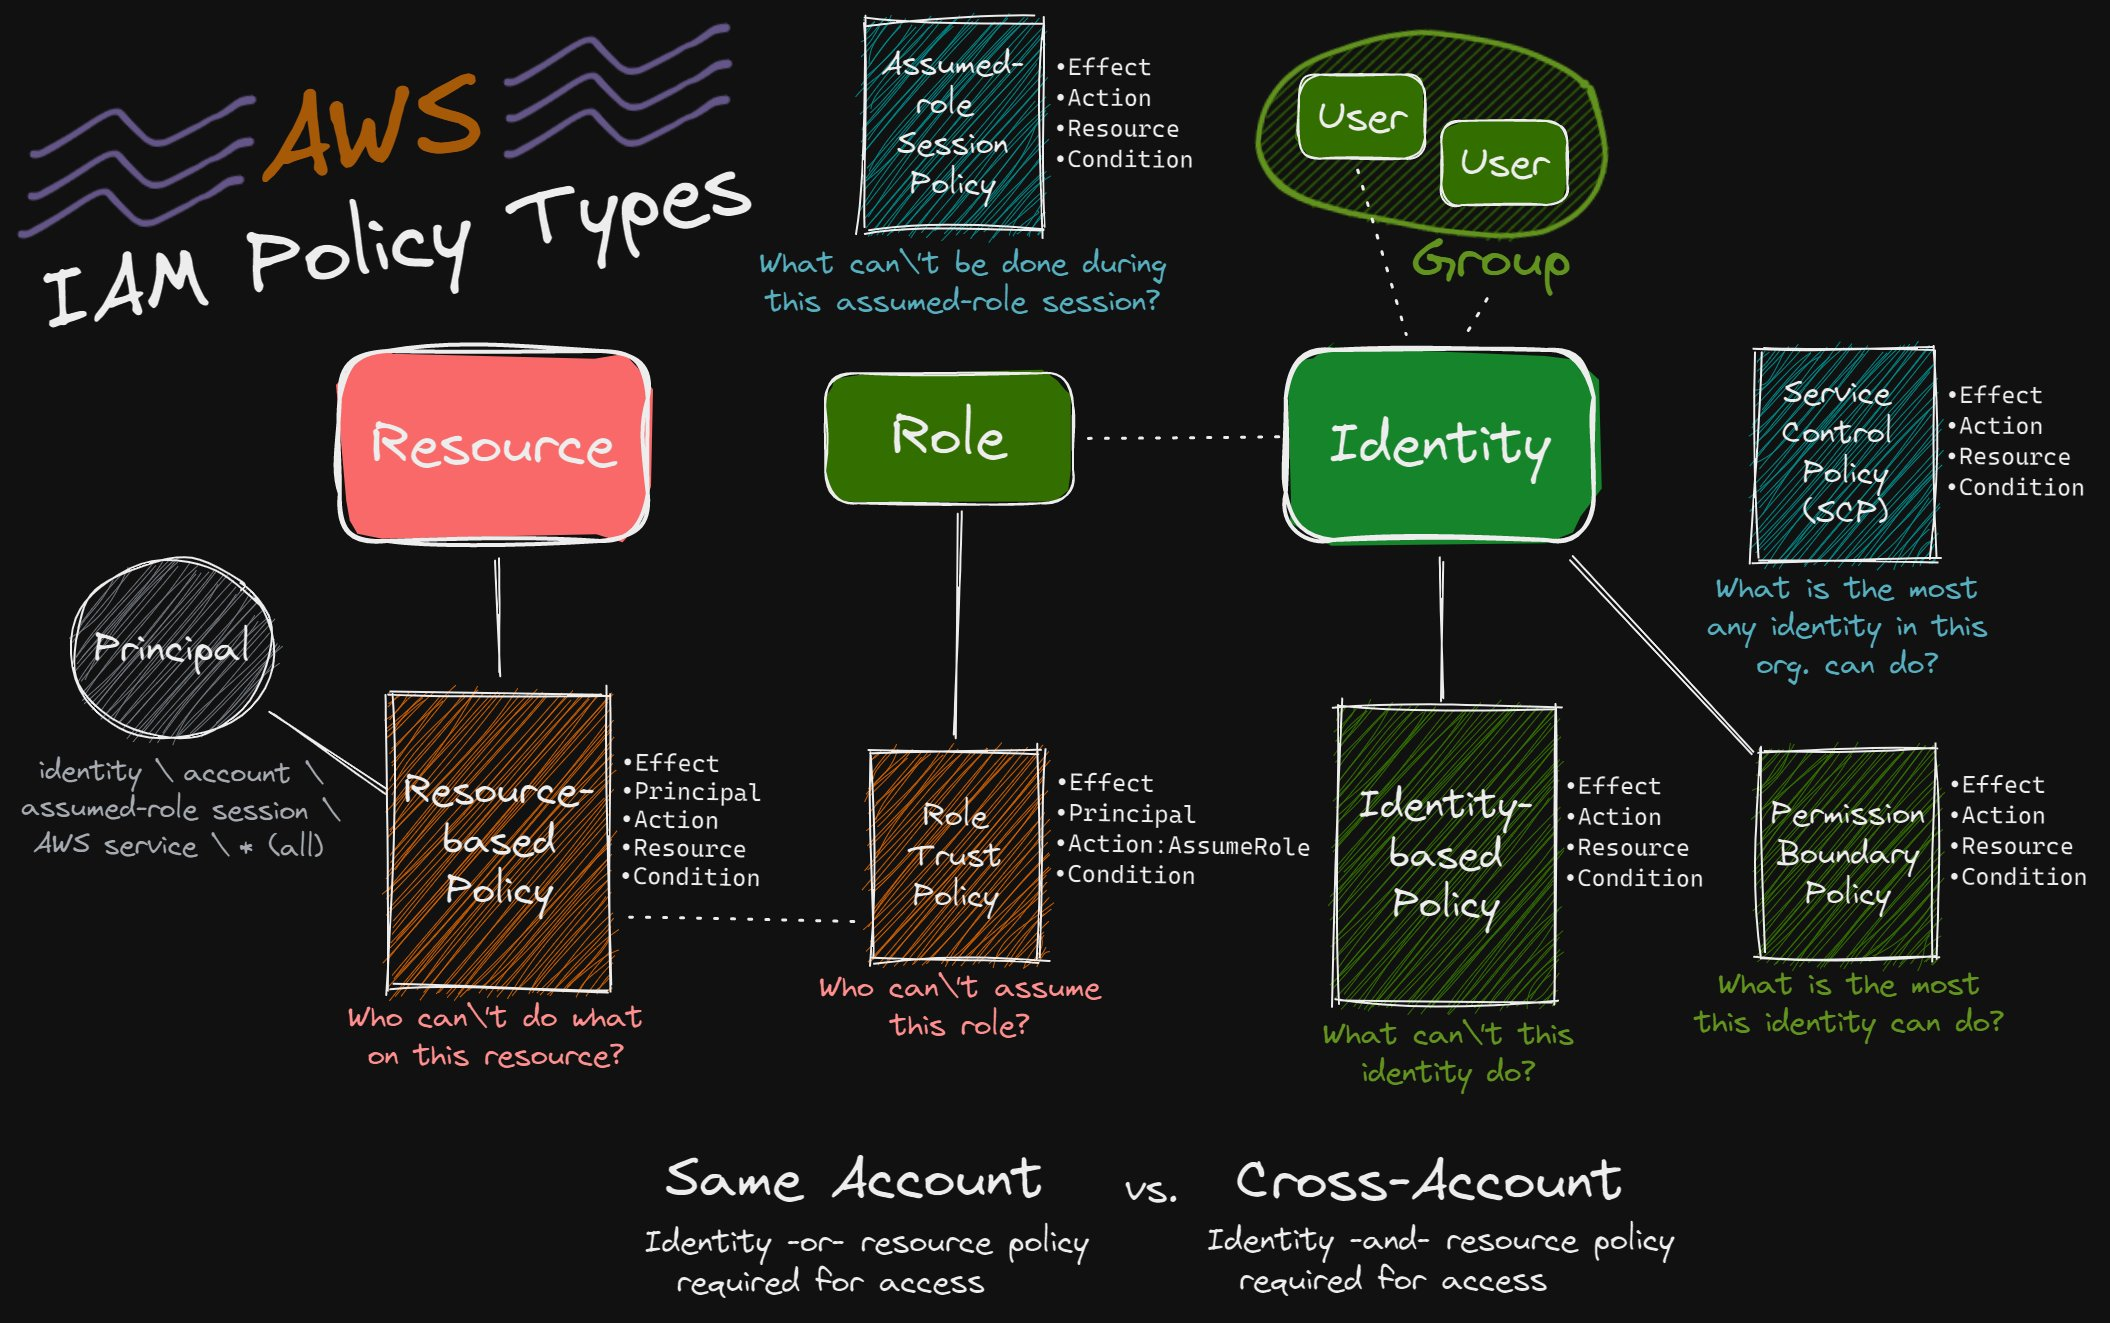 AWS
IAM Policy Types
Assumed-
role
Session
Policy
•Effect
•Action
•Resource
•Condition
What can\'t be done during
this assumed-role session?
User
User
Group
Resource
Role
Identity
Service
Control
Policy
(SCP)
•Effect
•Action
•Resource
•Condition
What is the most
any identity in this
org. can do?
Principal
identity \ account \
assumed-role session \
AWS service \ * (all)
Resource-
based
Policy
•Effect
•Principal
•Action
•Resource
•Condition
Who can\'t do what
on this resource?
Role
Trust
Policy
•Effect
•Principal
•Action:AssumeRole
•Condition
Who can\'t assume
this role?
Identity-
based
Policy
•Effect
•Action
•Resource
•Condition
What can\'t this
identity do?
Permission
Boundary
Policy
•Effect
•Action
•Resource
•Condition
What is the most
this identity can do?
Same Account
vs.
Cross-Account
Identity -or- resource policy
required for access
Identity -and- resource policy
required for access